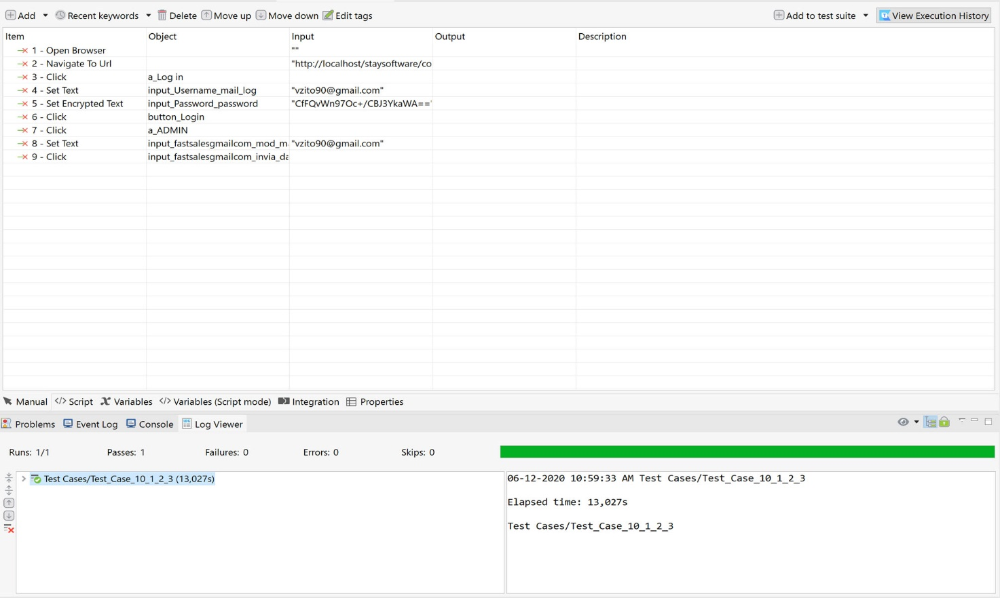 Add Recent keywords Delete Move up Move down Edit tags Add to test suite View Execution History
Item Object Input Output Description
1 - Open Browser ""
2 - Navigate To Url "http://localhost/staysoftware/co
3 - Click a_Log in
4 - Set Text input_Username_mail_log "vzito90@gmail.com"
5 - Set Encrypted Text input_Password_password "CfFQvWn97Oc+/CBJ3YkaWA=="
6 - Click button_Login
7 - Click a_ADMIN
8 - Set Text input_fastsalesgmailcom_mod_m "vzito90@gmail.com"
9 - Click input_fastsalesgmailcom_invia_da
Manual Script Variables Variables (Script mode) Integration Properties
Problems Event Log Console Log Viewer
Runs: 1/1 Passes: 1 Failures: 0 Errors: 0 Skips: 0
Test Cases/Test_Case_10_1_2_3 (13,027s)
06-12-2020 10:59:33 AM Test Cases/Test_Case_10_1_2_3
Elapsed time: 13,027s
Test Cases/Test_Case_10_1_2_3